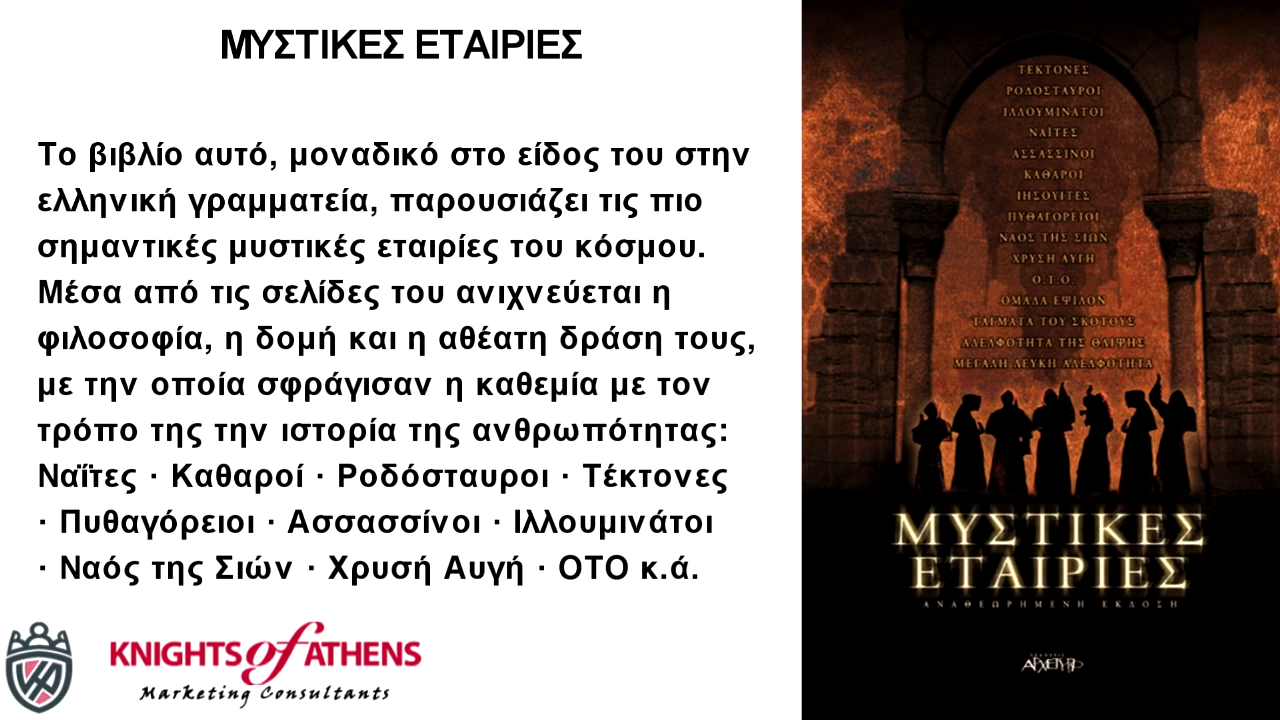 ΜΥΣΤΙΚΕΣ ΕΤΑΙΡΙΕΣ
Το βιβλίο αυτό, μοναδικό στο είδος του στην
ελληνική γραμματεία, παρουσιάζει τις πιο
σημαντικές μυστικές εταιρίες του κόσμου.
Μέσα από τις σελίδες του ανιχνεύεται η
φιλοσοφία, η δομή και η αθέατη δράση τους,
με την οποία σφράγισαν η καθεμία με τον
τρόπο της την ιστορία της ανθρωπότητας:
Ναΐτες · Καθαροί · Ροδόσταυροι · Τέκτονες
· Πυθαγόρειοι · Ασσασσίνοι · Ιλλουμινάτοι
· Ναός της Σιών · Χρυσή Αυγή · ΟΤΟ κ.ά.
KNIGHTS of ATHENS
Marketing Consultants
ΤΕΚΤΟΝΕΣ
ΡΟΔΟΣΤΑΥΡΟΙ
ΙΛΛΟΥΜΙΝΑΤΟΙ
ΝΑΪΤΕΣ
ΑΣΣΑΣΣΙΝΟΙ
ΚΑΘΑΡΟΙ
ΙΗΣΟΥΙΤΕΣ
ΠΥΘΑΓΟΡΕΙΟΙ
ΝΑΟΣ ΤΗΣ ΣΙΩΝ
ΧΡΥΣΗ ΑΥΓΗ
Ο.Τ.Ο.
ΟΜΑΔΑ ΕΨΙΛΟΝ
ΤΑΓΜΑΤΑ ΤΟΥ ΣΚΟΤΟΥΣ
ΑΔΕΛΦΟΤΗΤΑ ΤΗΣ ΘΛΙΨΗΣ
ΜΕΓΑΛΗ ΛΕΥΚΗ ΑΔΕΛΦΟΤΗΤΑ
ΜΥΣΤΙΚΕΣ
ΕΤΑΙΡΙΕΣ
ΑΝΑΘΕΩΡΗΜΕΝΗ ΕΚΔΟΣΗ
ΕΚΔΟΣΕΙΣ
ΑΡΧΕΤΥΠΟ